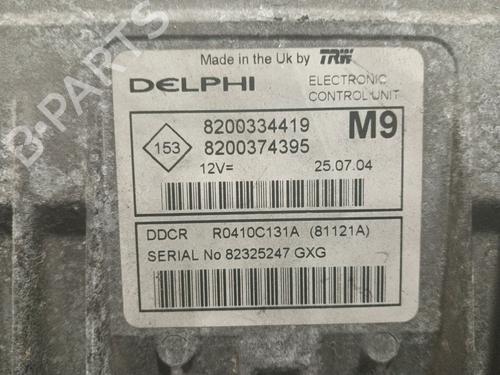 Made in the Uk by TRW
DELPHI ELECTRONIC CONTROL UNIT
153 8200334419 M9
8200374395
12V= 25.07.04
DDCR R0410C131A (81121A)
SERIAL No 82325247 GXG